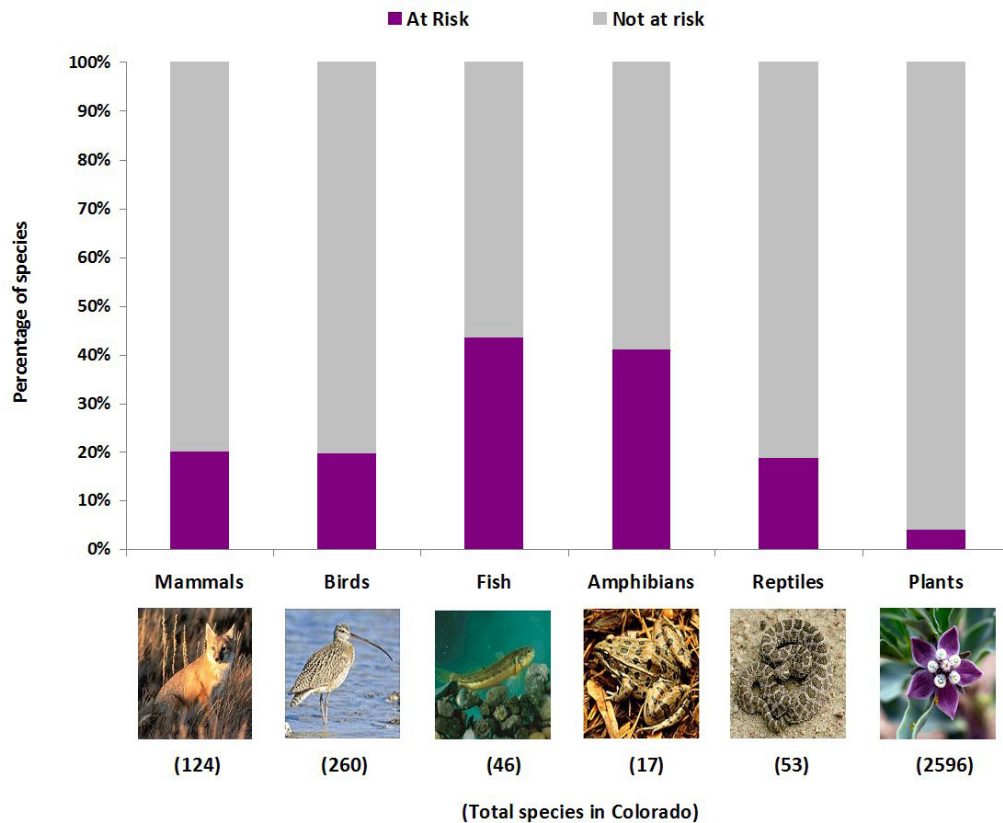 At Risk Not at risk
100%
90%
80%
70%
60%
50%
40%
30%
20%
10%
0%
Percentage of species
Mammals Birds Fish Amphibians Reptiles Plants
(124) (260) (46) (17) (53) (2596)
(Total species in Colorado)